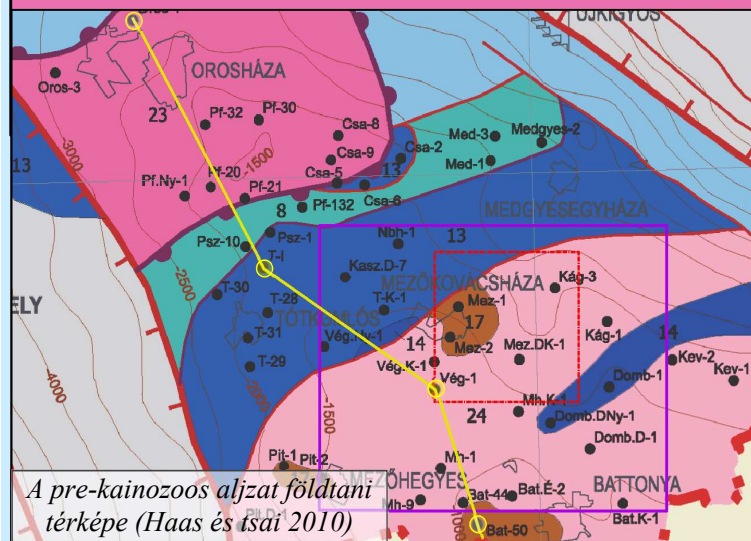 Oros-1
ÚJKÍGYÓS
OROSHÁZA
Oros-3
23
Pf-32
Pf-30
-3000
Csa-8
Csa-9
Csa-2
Med-3
Medgyes-2
Med-1
13
-1500
Pf-20
Pf.Ny-1
Pf-21
Csa-5
13
Csa-6
8
Pf-132
MEDGYESEGYHÁZA
Psz-10
Psz-1
T-I
Nbh-1
13
-2500
Kasz.D-7
MEZŐKOVÁCSHÁZA
Kág-3
T-30
T-28
TÓTKOMLÓS
T-K-1
Mez-1
17
Kág-1
ELY
T-31
Vég.Ny-1
14
Mez-2
Mez.DK-1
14
T-29
Vég.K-1
Kev-2
Kev-1
-2000
Vég-1
Domb-1
-4000
-1500
24
Mh.K-1
Domb.DNy-1
Domb.D-1
Pit-1
Pit-2
Mh-1
MEZŐHEGYES
BATTONYA
Mh-9
Bat-44
Bat.É-2
Bat.K-1
-1000
Bat-50
Pit.D-1
A pre-kainozoos aljzat földtani
térképe (Haas és tsai 2010)